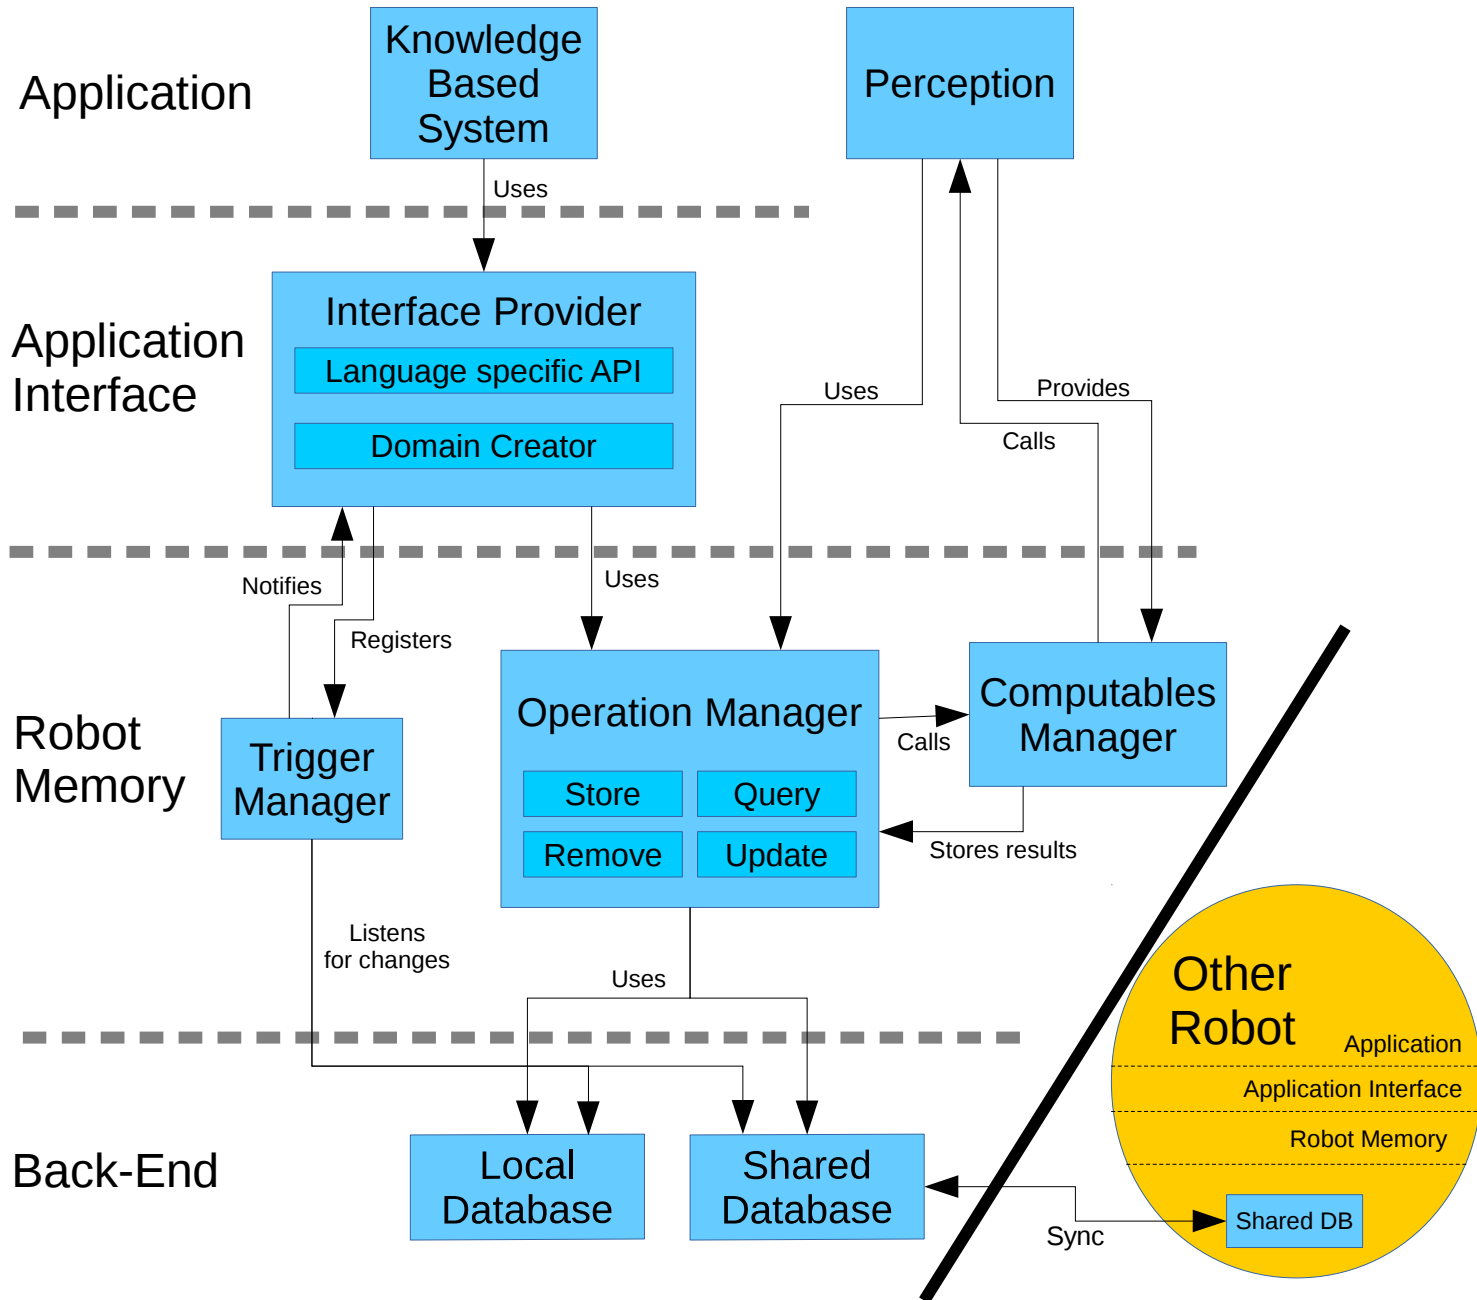 Application
Knowledge
Based
System
Perception
Uses
Application
Interface
Interface Provider
Language specific API
Domain Creator
Uses
Provides
Calls
Notifies
Uses
Registers
Robot
Memory
Trigger
Manager
Operation Manager
Store
Query
Remove
Update
Calls
Computables
Manager
Stores results
Listens
for changes
Uses
Back-End
Local
Database
Shared
Database
Sync
Other
Robot
Application
Application Interface
Robot Memory
Shared DB